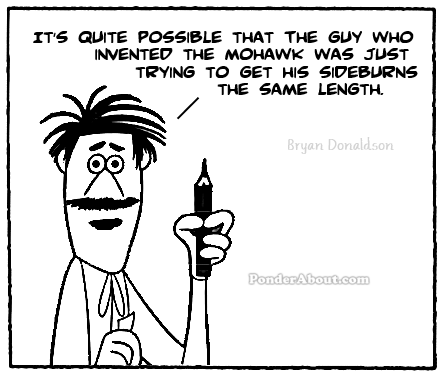 IT'S QUITE POSSIBLE THAT THE GUY WHO
INVENTED THE MOHAWK WAS JUST
TRYING TO GET HIS SIDEBURNS
THE SAME LENGTH.
Bryan Donaldson
PonderAbout.com